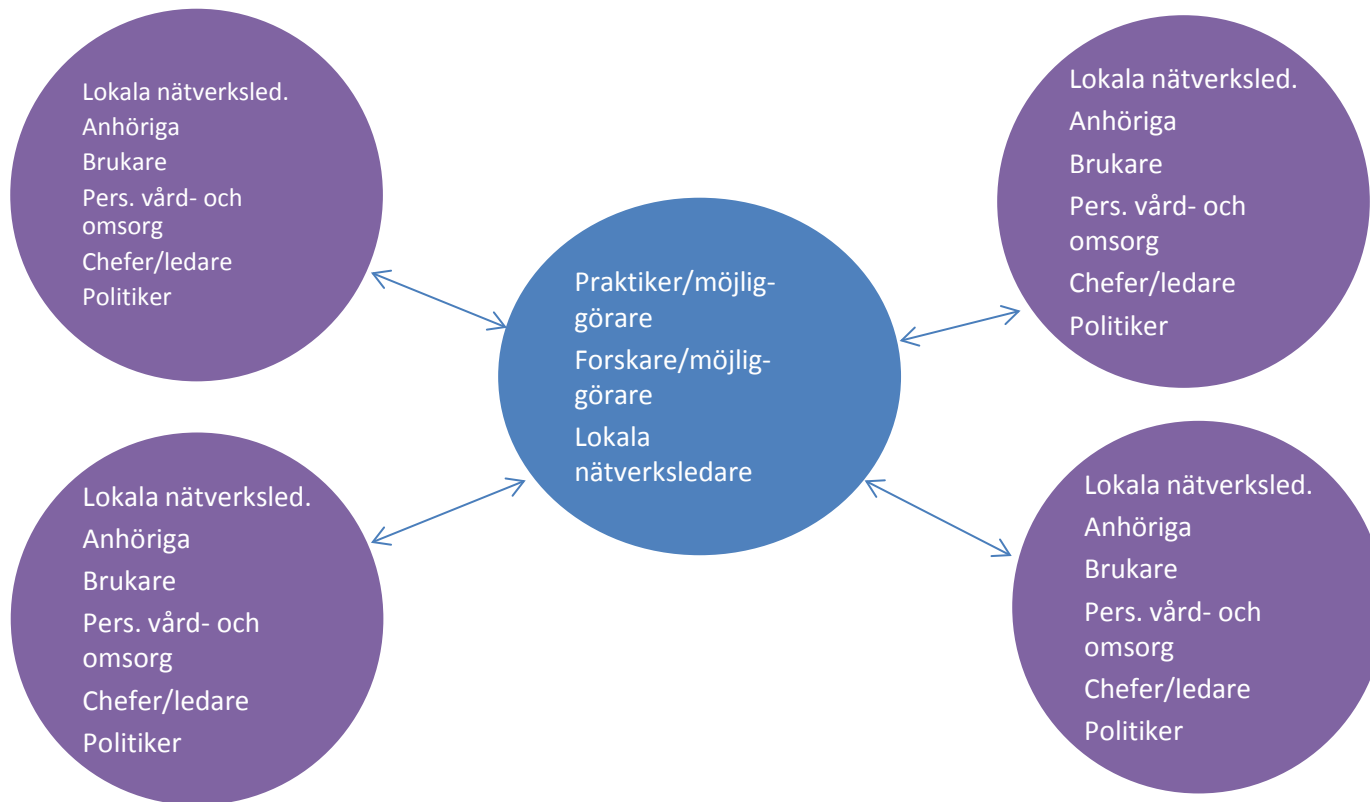 Lokala nätverksled.
Anhöriga
Brukare
Pers. vård- och
omsorg
Chefer/ledare
Politiker
Lokala nätverksled.
Anhöriga
Brukare
Pers. vård- och
omsorg
Chefer/ledare
Politiker
Praktiker/möjlig-
görare
Forskare/möjlig-
görare
Lokala
nätverksledare
Lokala nätverksled.
Anhöriga
Brukare
Pers. vård- och
omsorg
Chefer/ledare
Politiker
Lokala nätverksled.
Anhöriga
Brukare
Pers. vård- och
omsorg
Chefer/ledare
Politiker